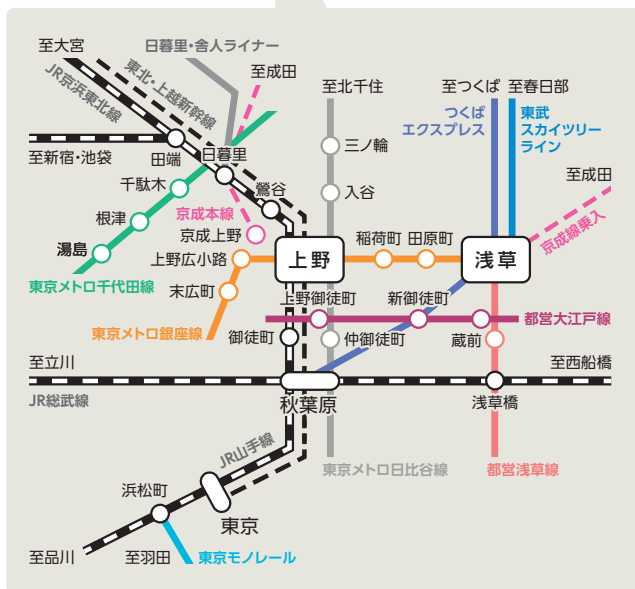 至大宮
日暮里・舎人ライナー
JR京浜東北線
東北・上越新幹線
至成田
至北千住
至つくば
至春日部
つくば
エクスプレス
東武
スカイツリー
ライン
至新宿・池袋
田端
日暮里
三ノ輪
千駄木
鶯谷
入谷
至成田
根津
京成本線
京成上野
京成線乗入
湯島
上野広小路
上野
稲荷町
田原町
浅草
東京メトロ千代田線
末広町
上野御徒町
新御徒町
都営大江戸線
東京メトロ銀座線
御徒町
仲御徒町
蔵前
至立川
至西船橋
JR総武線
秋葉原
浅草橋
JR山手線
東京メトロ日比谷線
都営浅草線
浜松町
東京
至品川
至羽田
東京モノレール